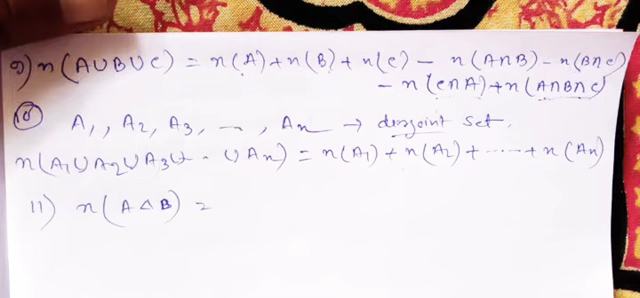 9) n(A∪B∪C) = n(A)+n(B)+n(C) - n(A∩B) - n(B∩C)
- n(C∩A)+n(A∩B∩C)
10 A1, A2, A3, ..., An → disjoint set.
n(A1∪A2∪A3∪..∪An) = n(A1)+n(A2)+.....+n(An)
11) n(A△B) =